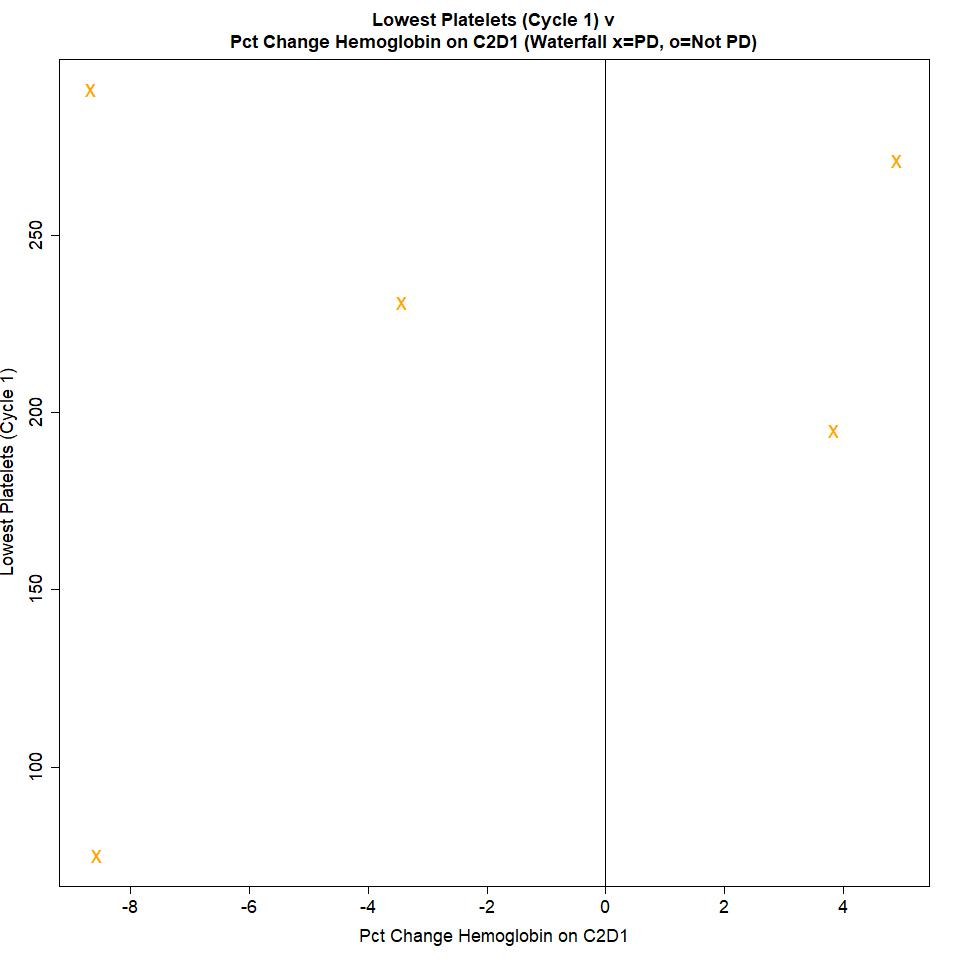 Lowest Platelets (Cycle 1) v
Pct Change Hemoglobin on C2D1 (Waterfall x=PD, o=Not PD)
X
X
250
X
Lowest Platelets (Cycle 1)
200
X
150
100
X
-8 -6 -4 -2 0 2 4
Pct Change Hemoglobin on C2D1